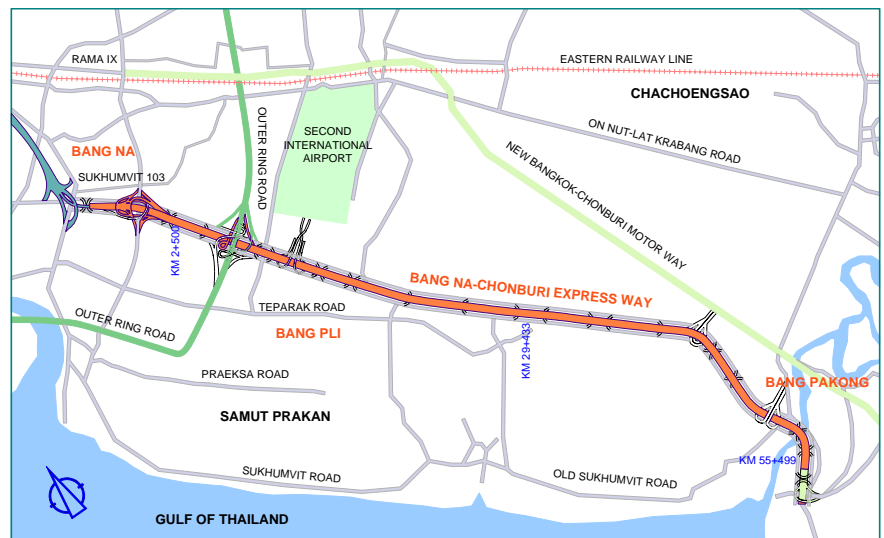 RAMA IX
EASTERN RAILWAY LINE
CHACHOENGSAO
OUTER RING ROAD
SECOND
INTERNATIONAL
AIRPORT
ON NUT-LAT KRABANG ROAD
BANG NA
SUKHUMVIT 103
NEW BANGKOK-CHONBURI MOTOR WAY
KM 2+500
BANG NA-CHONBURI EXPRESS WAY
TEPARAK ROAD
OUTER RING ROAD
BANG PLI
KM 29+433
PRAEKSA ROAD
BANG PAKONG
SAMUT PRAKAN
KM 55+499
SUKHUMVIT ROAD
OLD SUKHUMVIT ROAD
GULF OF THAILAND